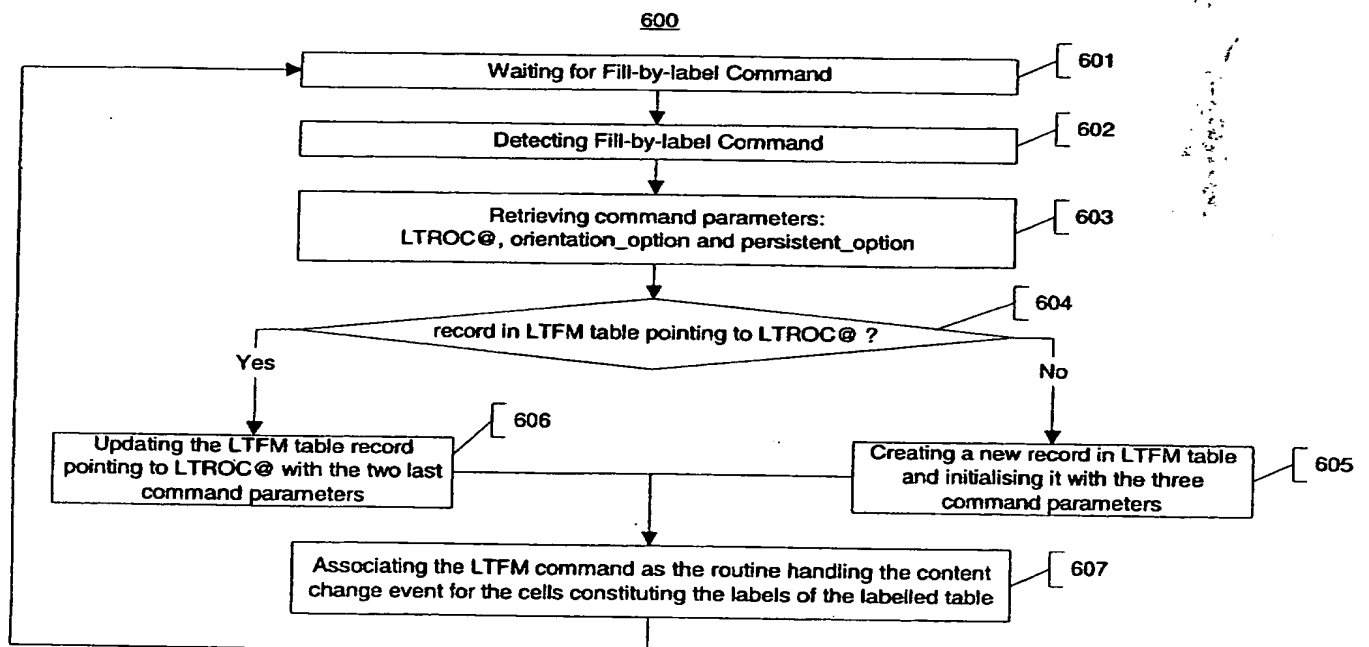 600
Waiting for Fill-by-label Command
601
Detecting Fill-by-label Command
602
Retrieving command parameters:
LTROC@, orientation_option and persistent_option
603
604
record in LTFM table pointing to LTROC@ ?
Yes
No
606
Updating the LTFM table record
pointing to LTROC@ with the two last
command parameters
Creating a new record in LTFM table
and initialising it with the three
command parameters
605
Associating the LTFM command as the routine handling the content
change event for the cells constituting the labels of the labelled table
607